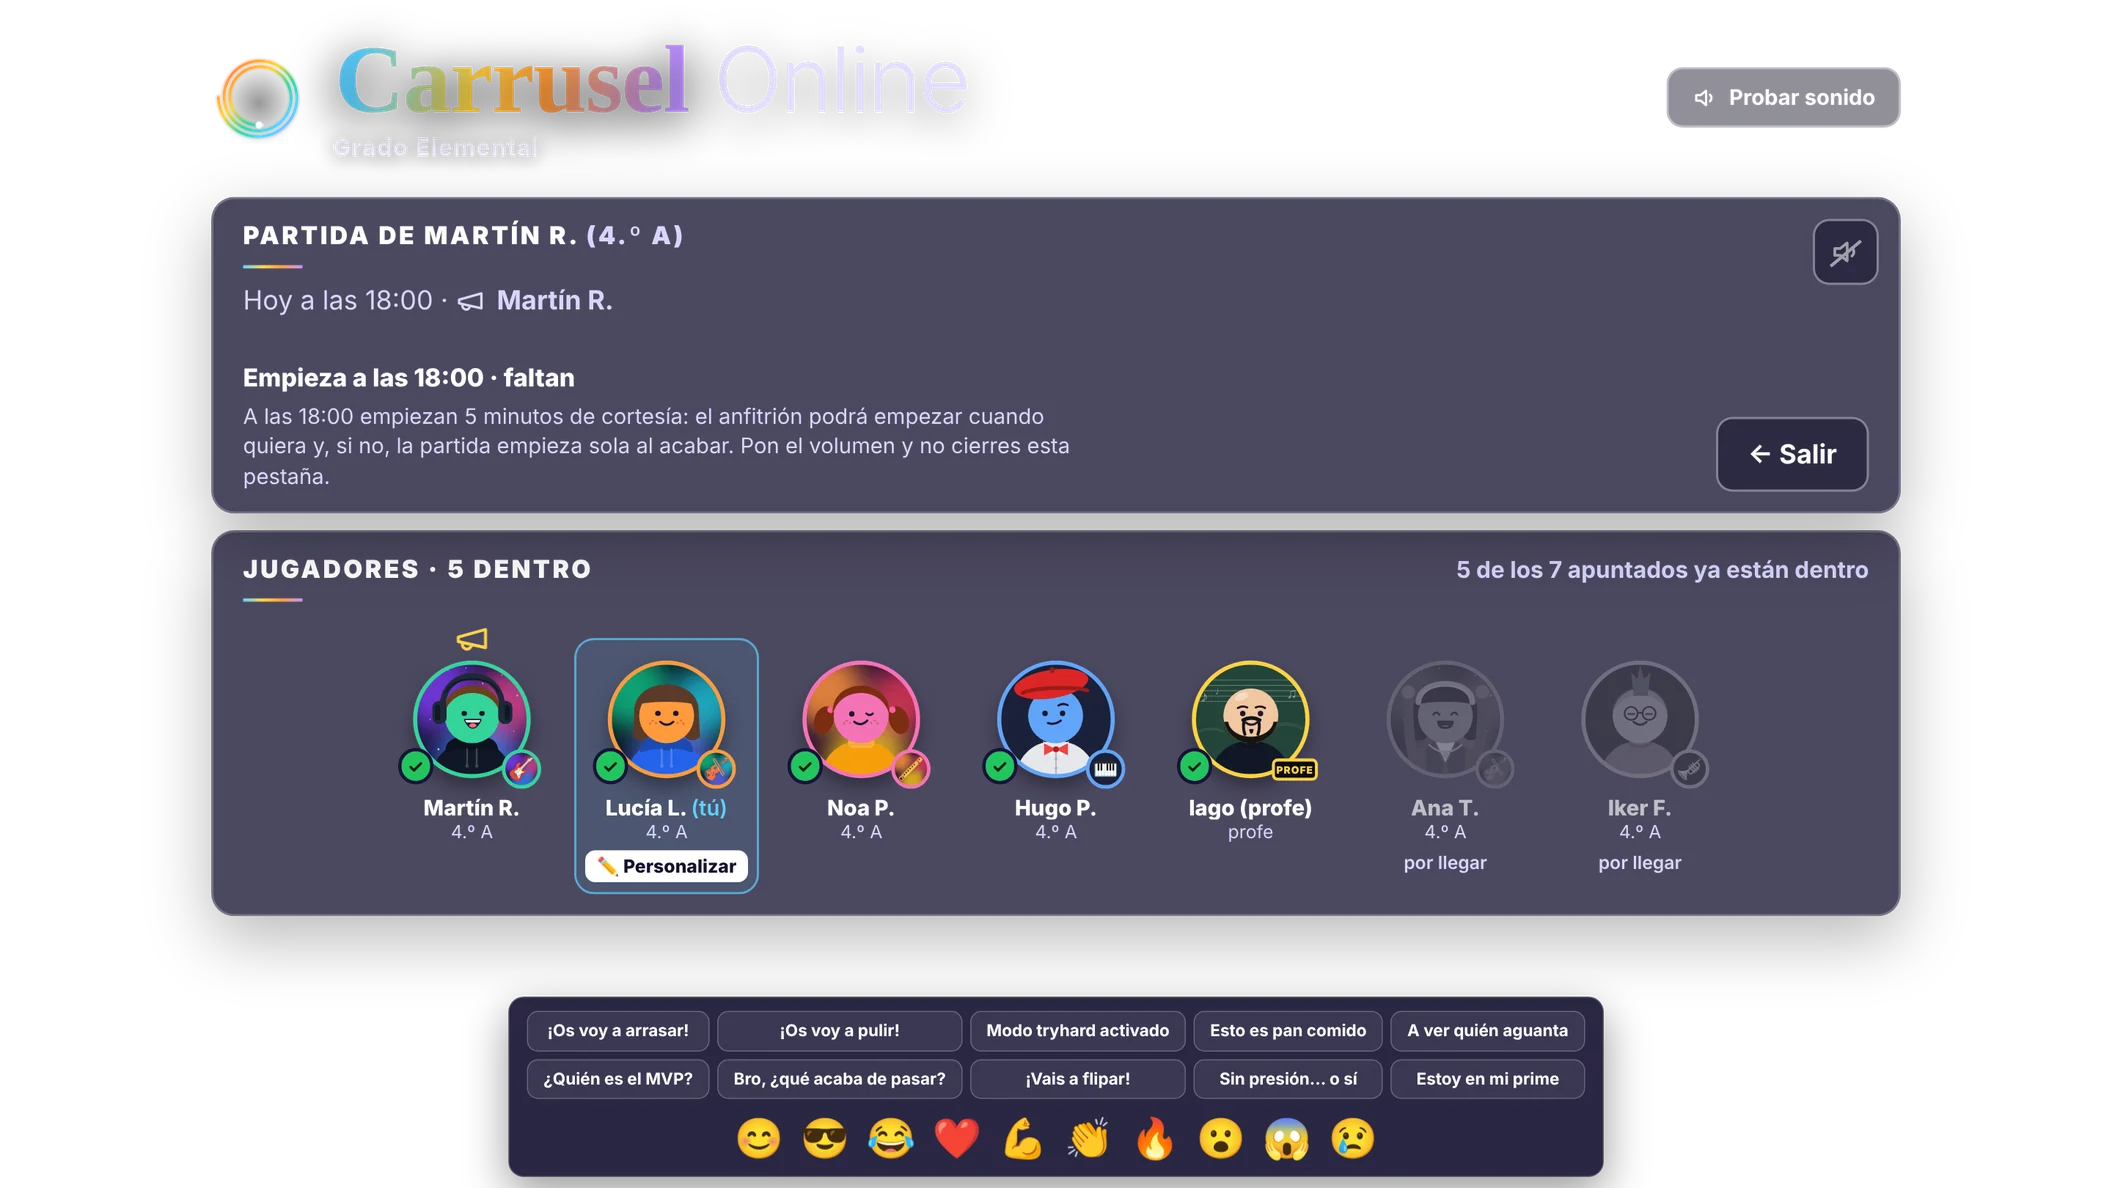 Carrusel Online
Grado Elemental
Probar sonido
PARTIDA DE MARTÍN R. (4.º A)
Hoy a las 18:00 · Martín R.
Empieza a las 18:00 · faltan
A las 18:00 empiezan 5 minutos de cortesía: el anfitrión podrá empezar cuando
quiera y, si no, la partida empieza sola al acabar. Pon el volumen y no cierres esta
pestaña.
← Salir
JUGADORES · 5 DENTRO
5 de los 7 apuntados ya están dentro
PROFE
Martín R.
4.º A
Lucía L. (tú)
4.º A
Personalizar
Noa P.
4.º A
Hugo P.
4.º A
Iago (profe)
profe
Ana T.
4.º A
por llegar
Iker F.
4.º A
por llegar
¡Os voy a arrasar!
¡Os voy a pulir!
Modo tryhard activado
Esto es pan comido
A ver quién aguanta
¿Quién es el MVP?
Bro, ¿qué acaba de pasar?
¡Vais a flipar!
Sin presión... o sí
Estoy en mi prime